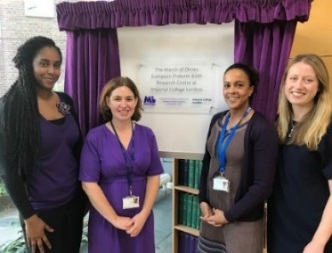 The March of Dimes
European Preterm Birth
Research Centre at
Imperial College London